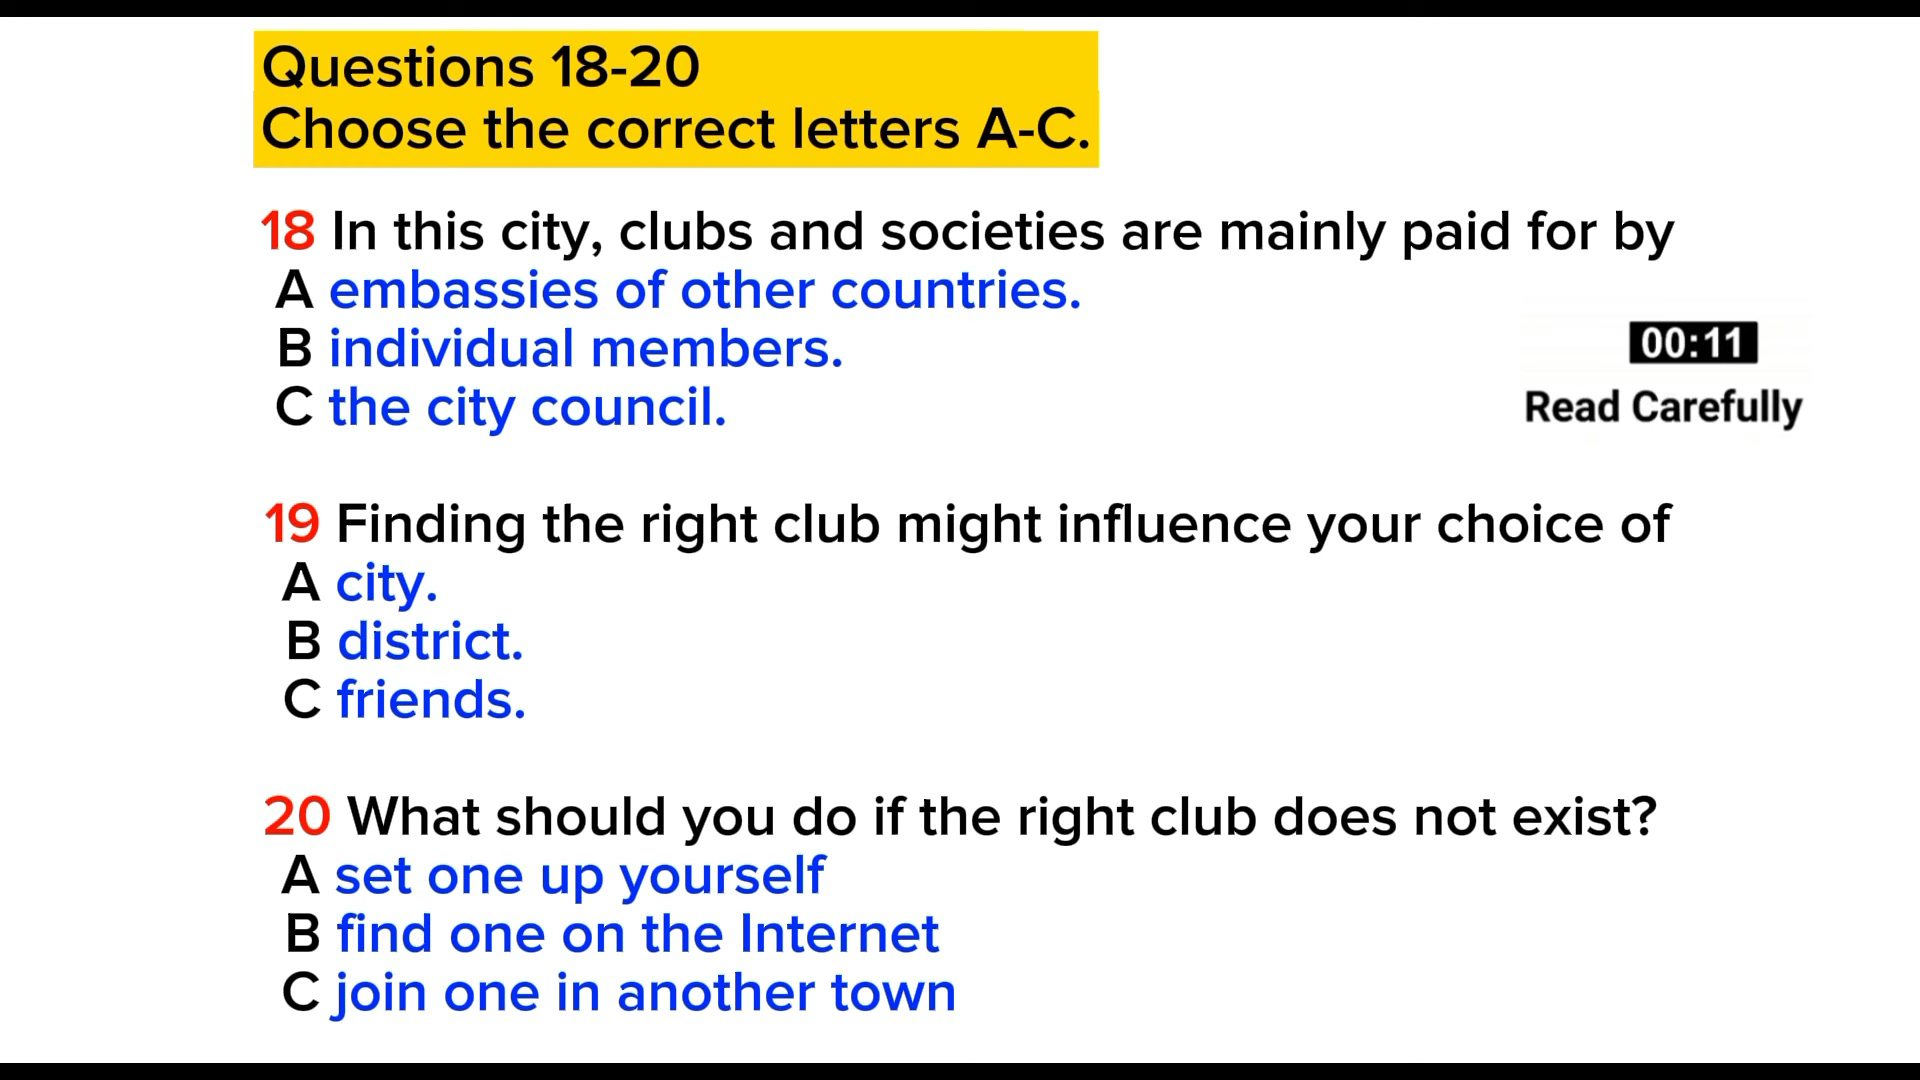 Questions 18-20
Choose the correct letters A-C.
18 In this city, clubs and societies are mainly paid for by
A embassies of other countries.
B individual members.
C the city council.
00:11
Read Carefully
19 Finding the right club might influence your choice of
A city.
B district.
C friends.
20 What should you do if the right club does not exist?
A set one up yourself
B find one on the Internet
C join one in another town